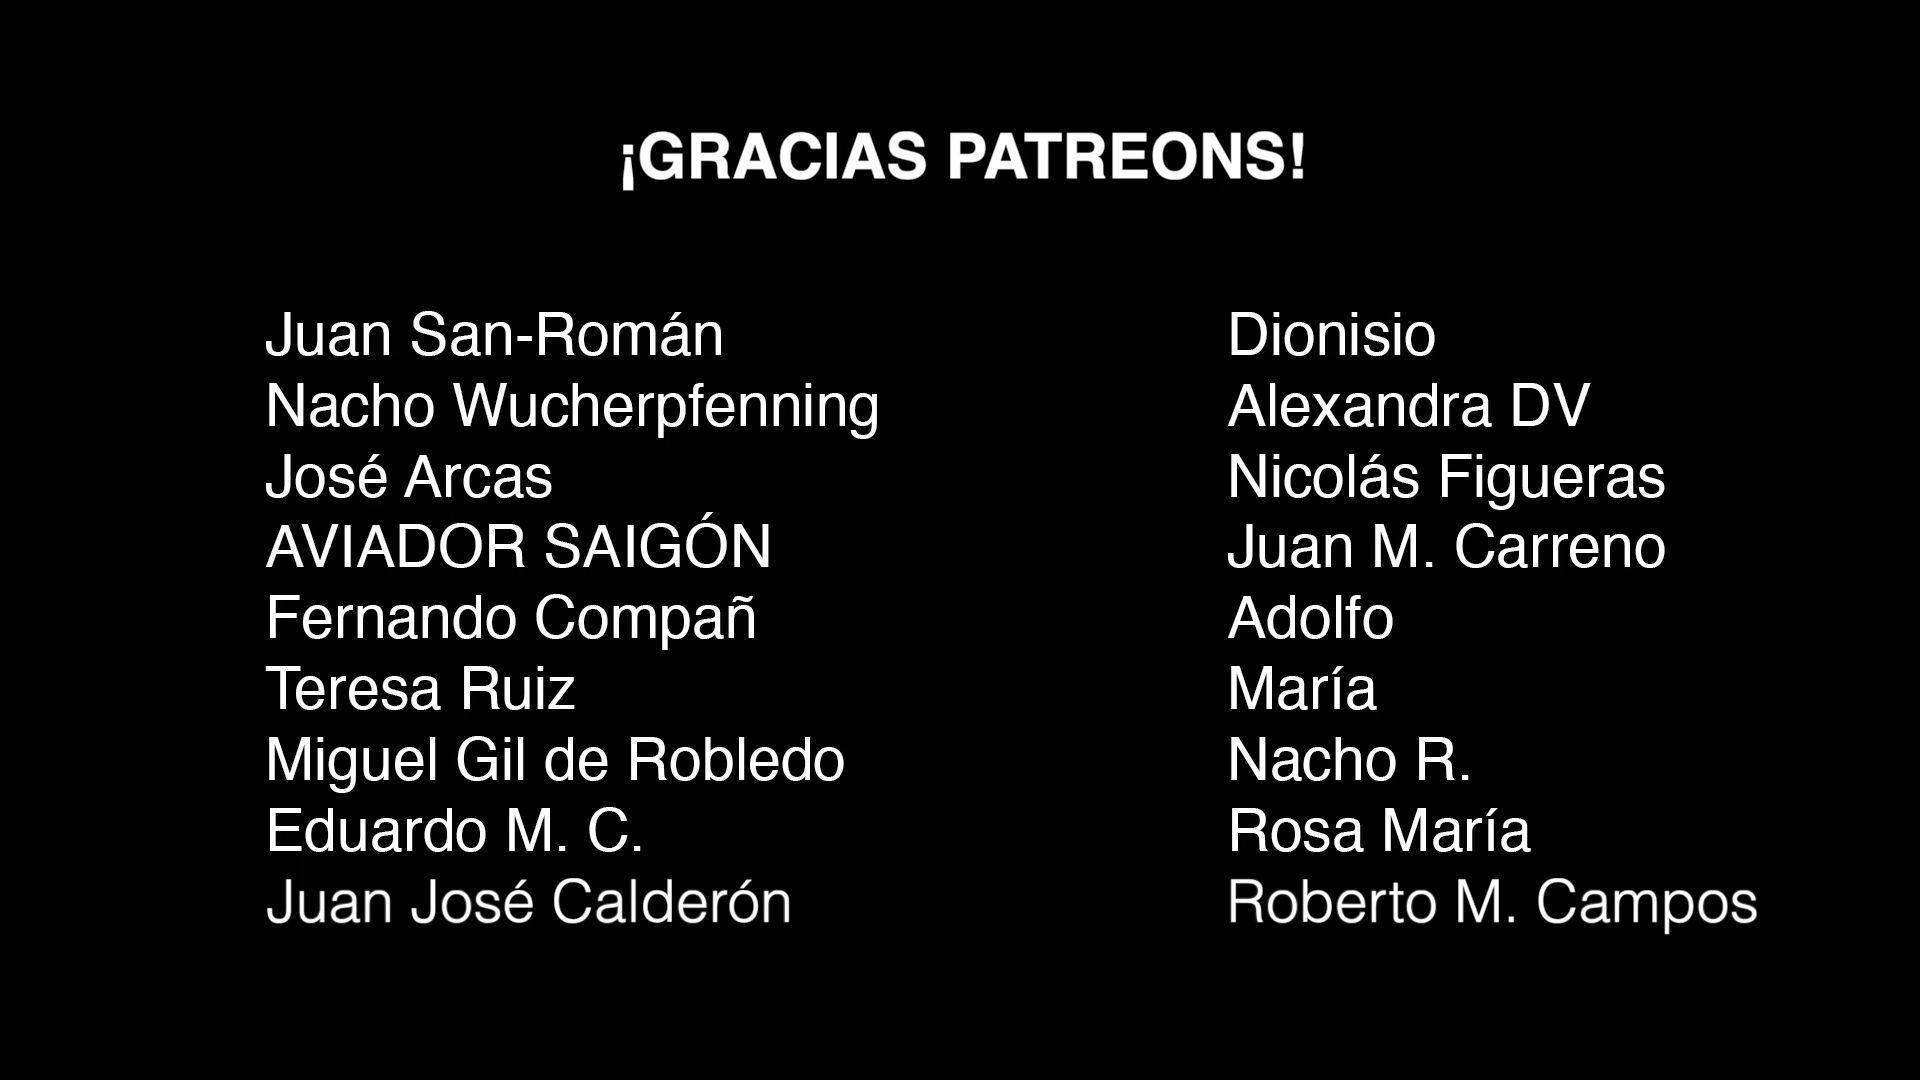 ¡GRACIAS PATREONS!
Juan San-Román
Nacho Wucherpfenning
José Arcas
AVIADOR SAIGÓN
Fernando Compañ
Teresa Ruiz
Miguel Gil de Robledo
Eduardo M. C.
Juan José Calderón
Dionisio
Alexandra DV
Nicolás Figueras
Juan M. Carreno
Adolfo
María
Nacho R.
Rosa María
Roberto M. Campos